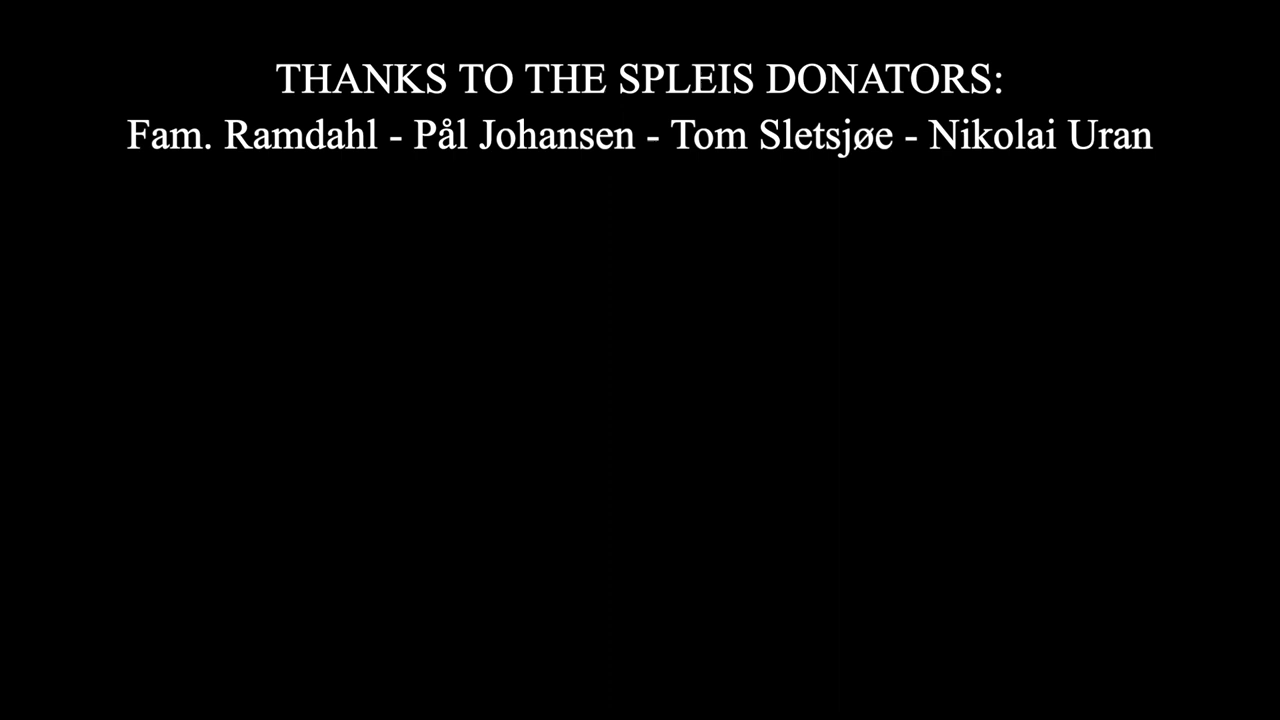 THANKS TO THE SPLEIS DONATORS:
Fam. Ramdahl - Pål Johansen - Tom Sletsjøe - Nikolai Uran